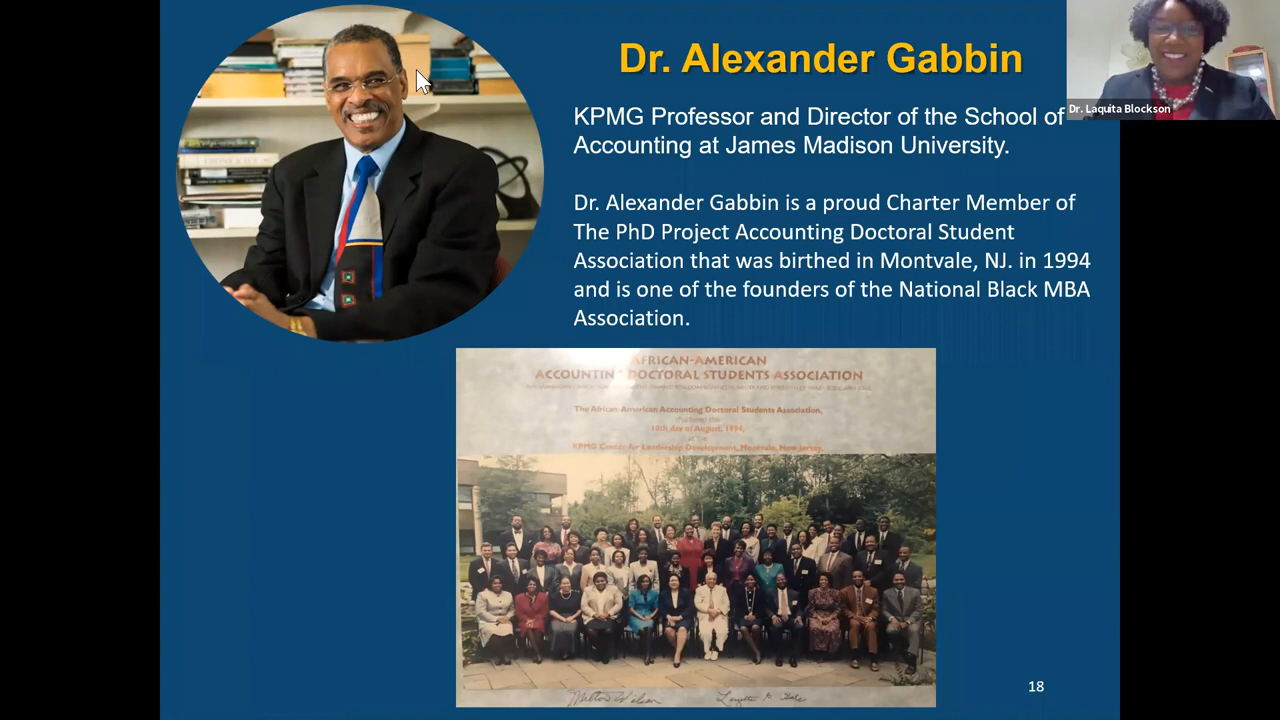 Dr. Alexander Gabbin
Dr. Laquita Blockson
KPMG Professor and Director of the School of
Accounting at James Madison University.
Dr. Alexander Gabbin is a proud Charter Member of
The PhD Project Accounting Doctoral Student
Association that was birthed in Montvale, NJ. in 1994
and is one of the founders of the National Black MBA
Association.
AFRICAN-AMERICAN
DOCTORAL STUDENTS ASSOCIATION
The African-American Accounting Doctoral Students Association,
day of August, 1994,
at the
KPMG Center for Leadership Development, Montvale, New Jersey.
18